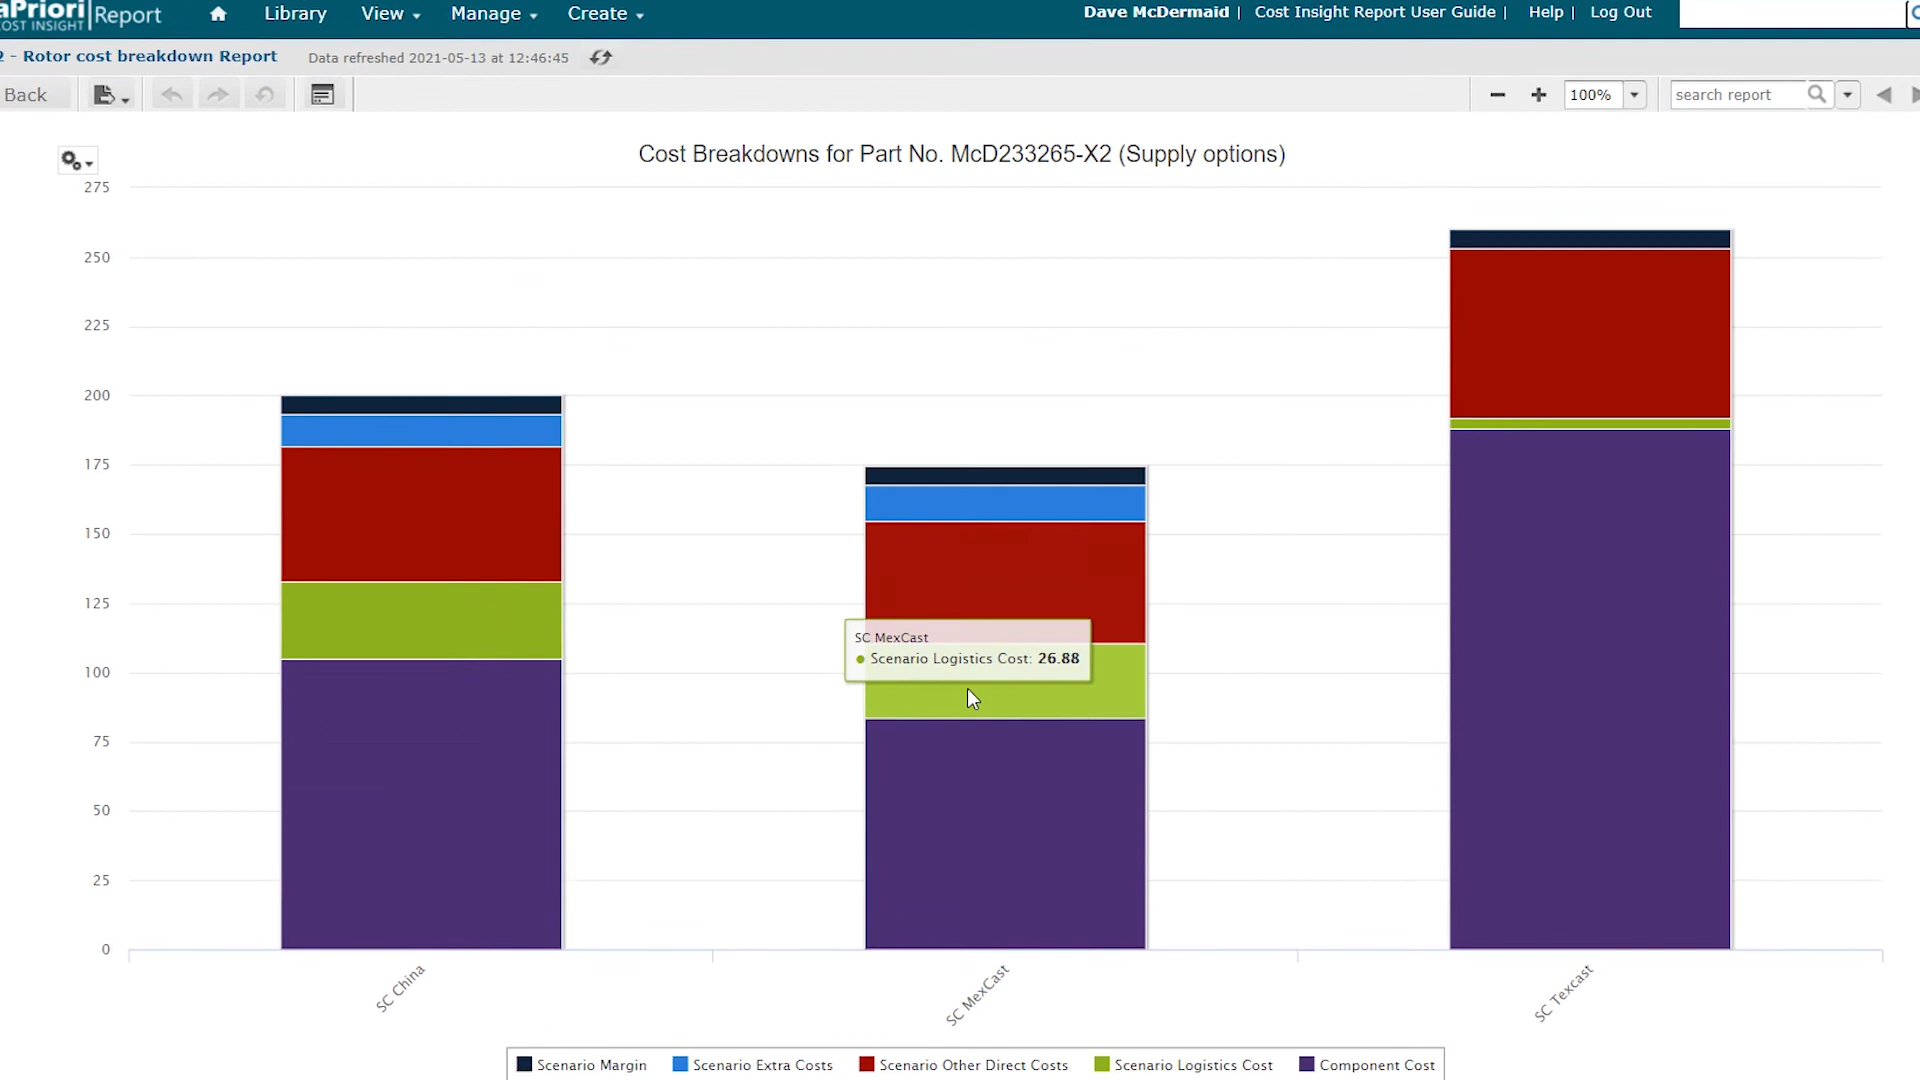 aPriori Report Library View Manage Create Dave McDermaid | Cost Insight Report User Guide | Help | Log Out
COST INSIGHT
2 - Rotor cost breakdown Report Data refreshed 2021-05-13 at 12:46:45
Back 100% search report
Cost Breakdowns for Part No. McD233265-X2 (Supply options)
275
250
225
200
175
150
125
100
75
50
25
0
SC MexCast
Scenario Logistics Cost: 26.88
SC China SC MexCast SC Texcast
Scenario Margin Scenario Extra Costs Scenario Other Direct Costs Scenario Logistics Cost Component Cost